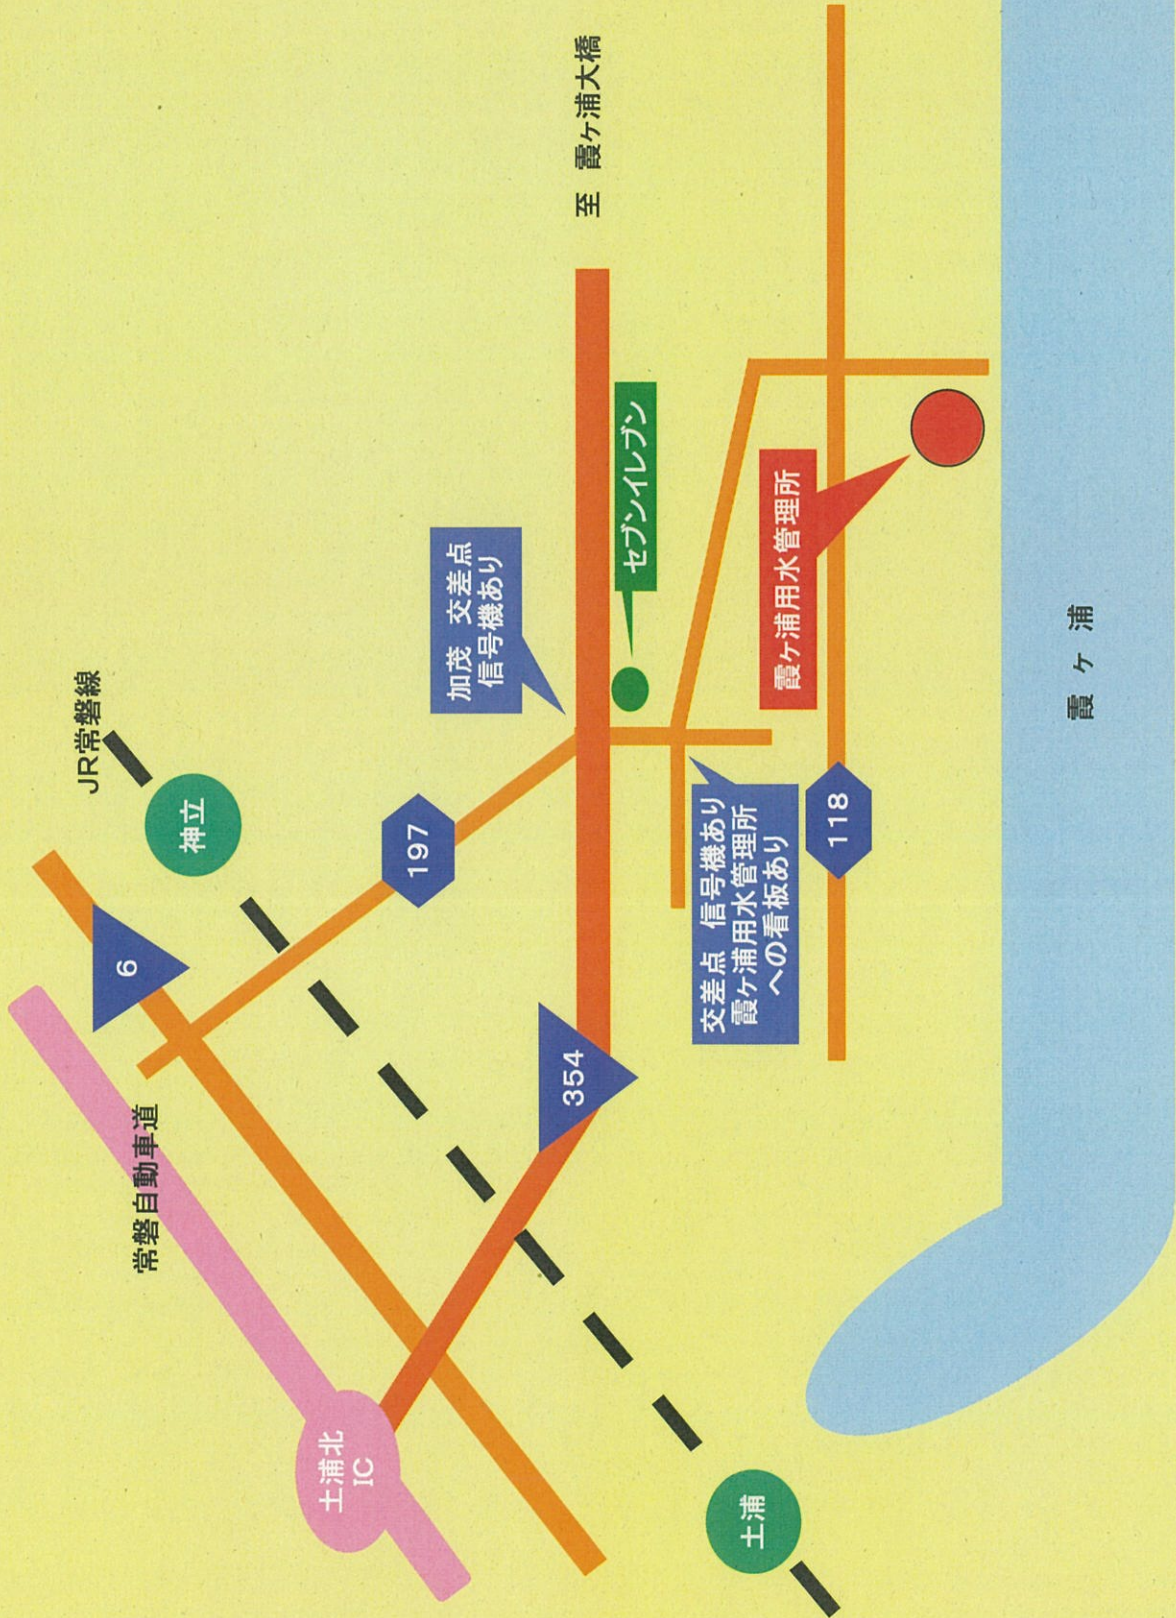 JR常磐線
神立
6
常磐自動車道
197
土浦北
IC
354
土浦
至 霞ヶ浦大橋
加茂 交差点
信号機あり
セブンイレブン
交差点 信号機あり
霞ヶ浦用水管理所
への看板あり
霞ヶ浦用水管理所
118
霞ヶ浦